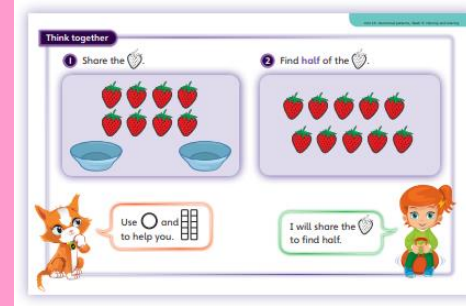 Think together
1 Share the
.
2 Find half of the
.
Use
and
to help you.
I will share the
to find half.